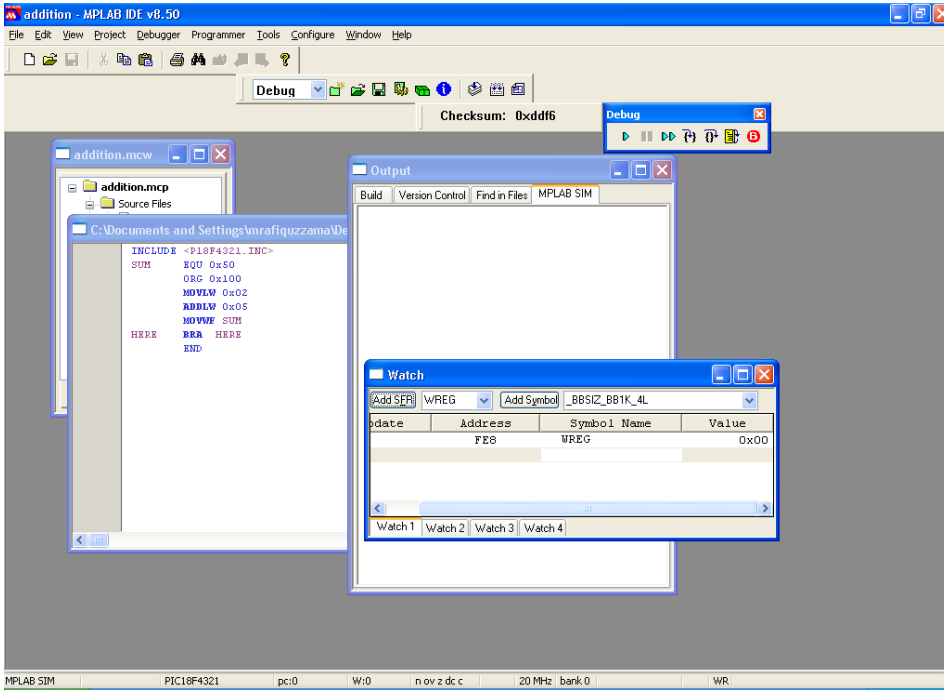 addition - MPLAB IDE v8.50
File Edit View Project Debugger Programmer Tools Configure Window Help
Debug
Checksum: 0xddf6
Debug
addition.mcw
addition.mcp
Source Files
C:\Documents and Settings\mrafiquzzama\De
INCLUDE <P18F4321.INC>
SUM EQU 0x50
ORG 0x100
MOVLW 0x02
ADDLW 0x05
MOVWF SUM
HERE BRA HERE
END
Output
Build Version Control Find in Files MPLAB SIM
Watch
Add SFR WREG Add Symbol _BBSIZ_BB1K_4L
pdate Address Symbol Name Value
FE8 WREG 0x00
Watch 1 Watch 2 Watch 3 Watch 4
MPLAB SIM PIC18F4321 pc:0 W:0 n ov z dc c 20 MHz bank 0 WR